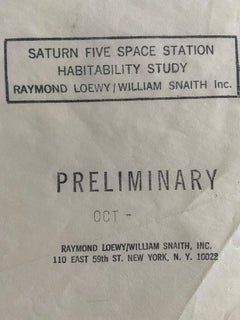 SATURN FIVE SPACE STATION
HABITABILITY STUDY
RAYMOND LOEWY/WILLIAM SNAITH Inc.
PRELIMINARY
OCT -
RAYMOND LOEWY/WILLIAM SNAITH, INC.
110 EAST 59th ST. NEW YORK, N. Y. 10022